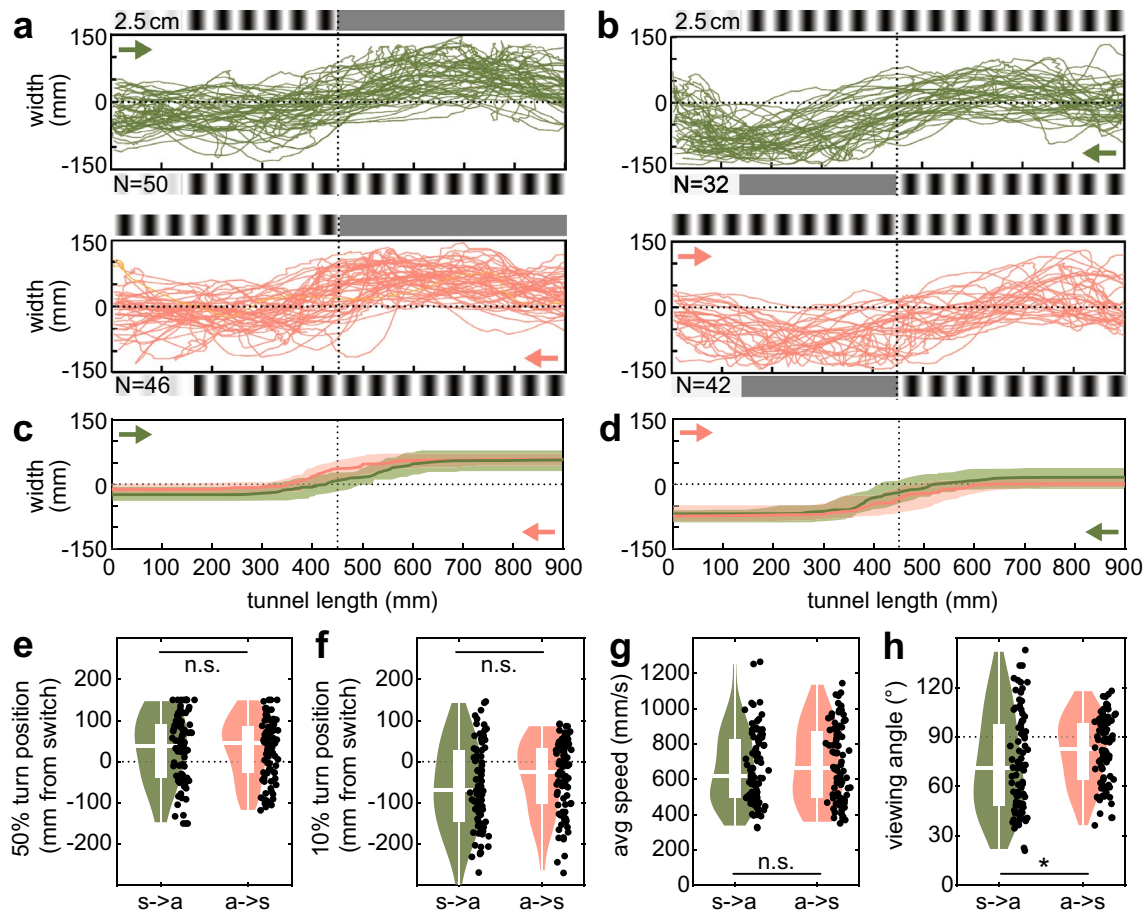 a
2.5 cm
150
0
-150
width
(mm)
N=50
150
0
-150
width
(mm)
N=46
b
2.5 cm
150
0
-150
N=32
150
0
-150
N=42
c
150
0
-150
width
(mm)
0 100 200 300 400 500 600 700 800 900
tunnel length (mm)
d
150
0
-150
0 100 200 300 400 500 600 700 800 900
tunnel length (mm)
e
n.s.
200
100
0
-100
-200
50% turn position
(mm from switch)
s->a a->s
f
n.s.
200
100
0
-100
-200
10% turn position
(mm from switch)
s->a a->s
g
1200
1000
800
600
400
200
0
avg speed (mm/s)
n.s.
s->a a->s
h
120
90
60
30
0
viewing angle (°)
*
s->a a->s